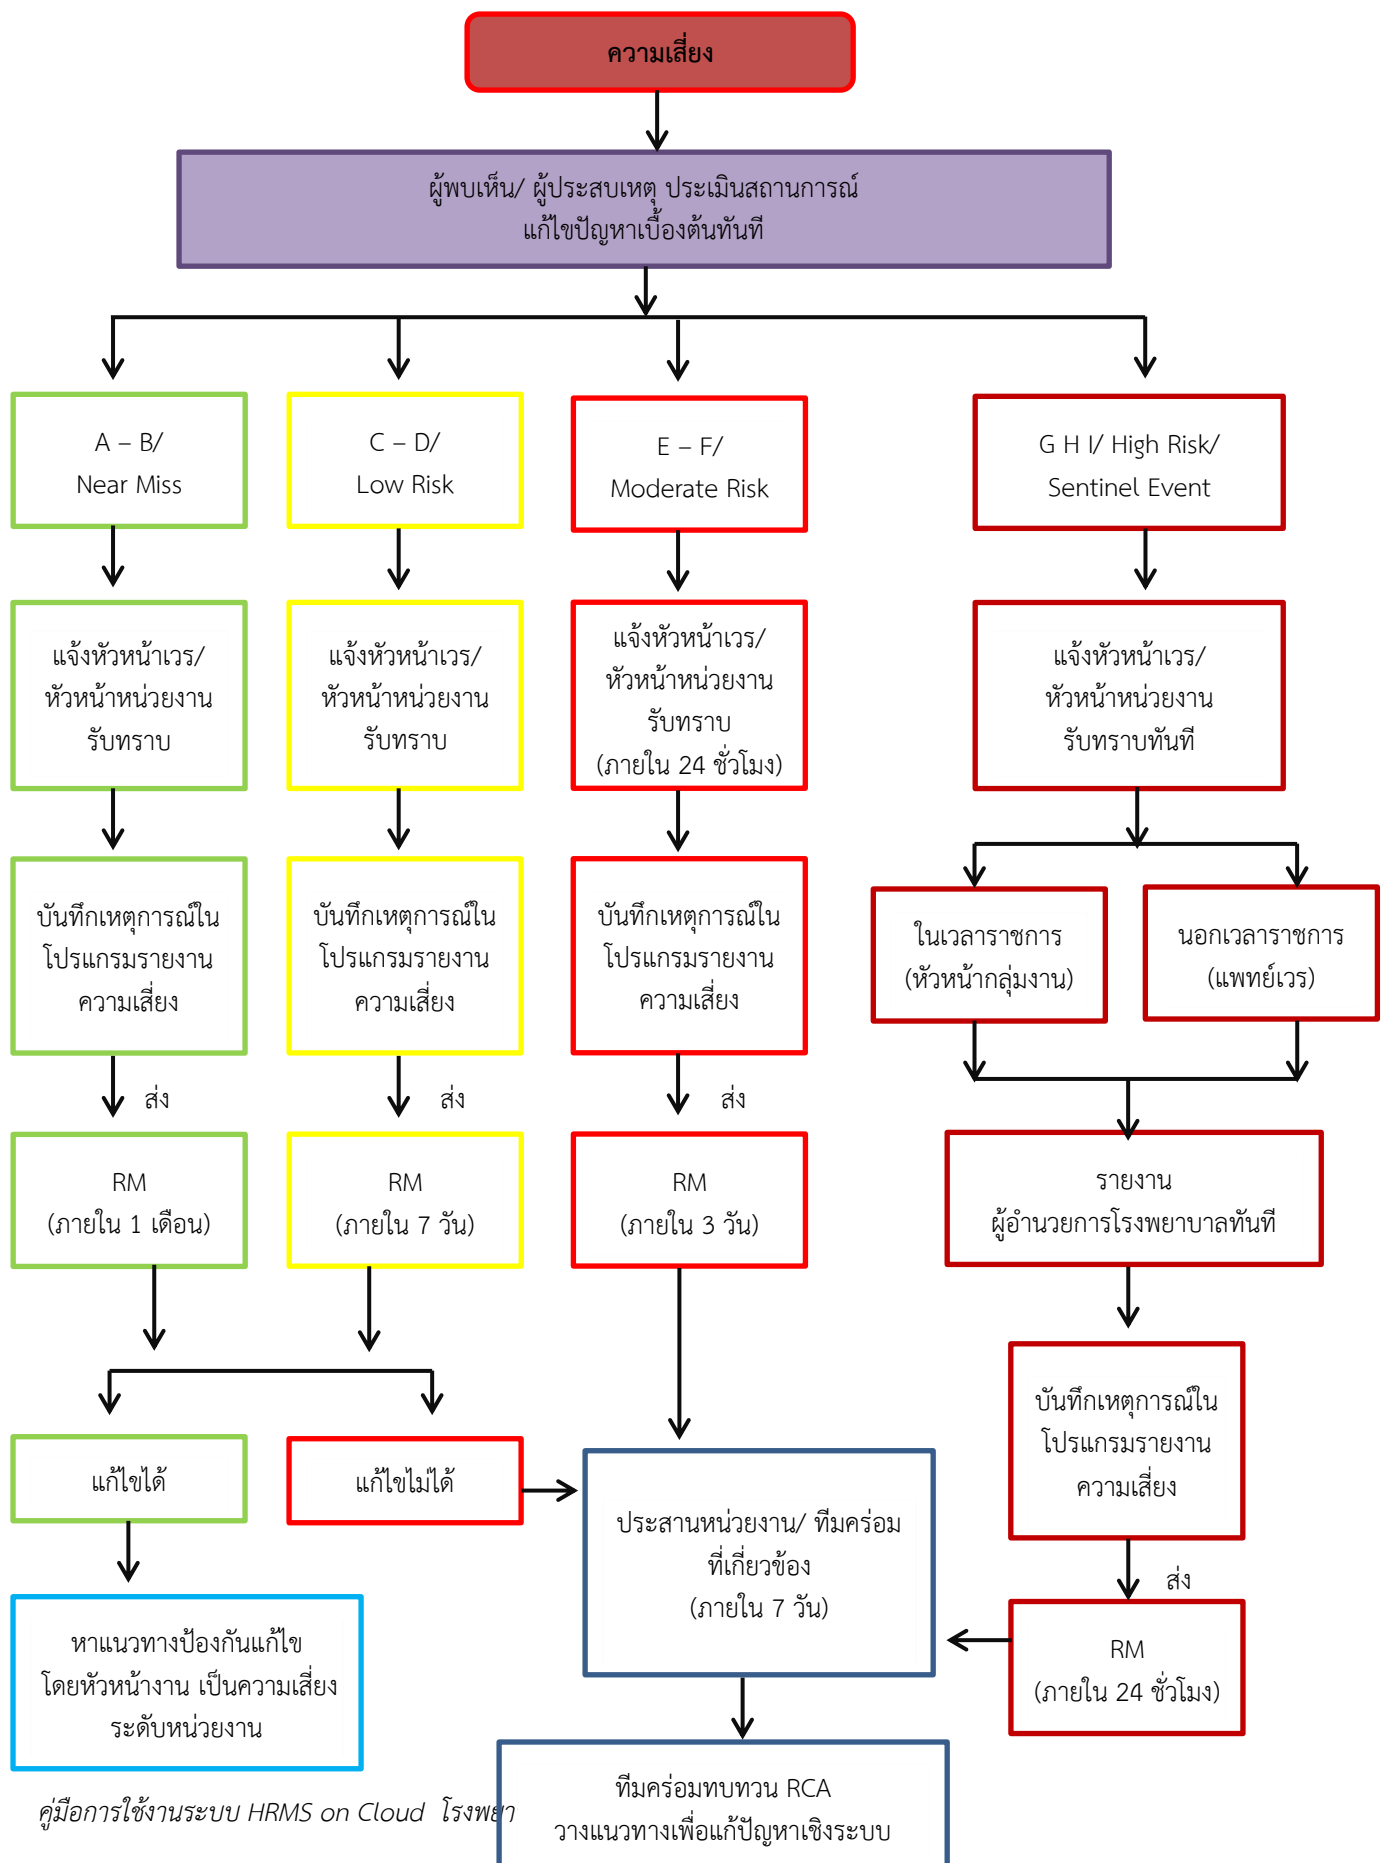 ความเสี่ยง
ผู้พบเห็น/ ผู้ประสบเหตุ ประเมินสถานการณ์
แก้ไขปัญหาเบื้องต้นทันที
A – B/
Near Miss
C – D/
Low Risk
E – F/
Moderate Risk
G H I/ High Risk/
Sentinel Event
แจ้งหัวหน้าเวร/
หัวหน้าหน่วยงาน
รับทราบ
แจ้งหัวหน้าเวร/
หัวหน้าหน่วยงาน
รับทราบ
แจ้งหัวหน้าเวร/
หัวหน้าหน่วยงาน
รับทราบ
(ภายใน 24 ชั่วโมง)
แจ้งหัวหน้าเวร/
หัวหน้าหน่วยงาน
รับทราบทันที
บันทึกเหตุการณ์ใน
โปรแกรมรายงาน
ความเสี่ยง
บันทึกเหตุการณ์ใน
โปรแกรมรายงาน
ความเสี่ยง
บันทึกเหตุการณ์ใน
โปรแกรมรายงาน
ความเสี่ยง
ในเวลาราชการ
(หัวหน้ากลุ่มงาน)
นอกเวลาราชการ
(แพทย์เวร)
ส่ง
ส่ง
ส่ง
RM
(ภายใน 1 เดือน)
RM
(ภายใน 7 วัน)
RM
(ภายใน 3 วัน)
รายงาน
ผู้อำนวยการโรงพยาบาลทันที
บันทึกเหตุการณ์ใน
โปรแกรมรายงาน
ความเสี่ยง
แก้ไขได้
แก้ไขไม่ได้
ประสานหน่วยงาน/ ทีมคร่อม
ที่เกี่ยวข้อง
(ภายใน 7 วัน)
ส่ง
RM
(ภายใน 24 ชั่วโมง)
หาแนวทางป้องกันแก้ไข
โดยหัวหน้างาน เป็นความเสี่ยง
ระดับหน่วยงาน
ทีมคร่อมทบทวน RCA
วางแนวทางเพื่อแก้ปัญหาเชิงระบบ
คู่มือการใช้งานระบบ HRMS on Cloud โรงพยา